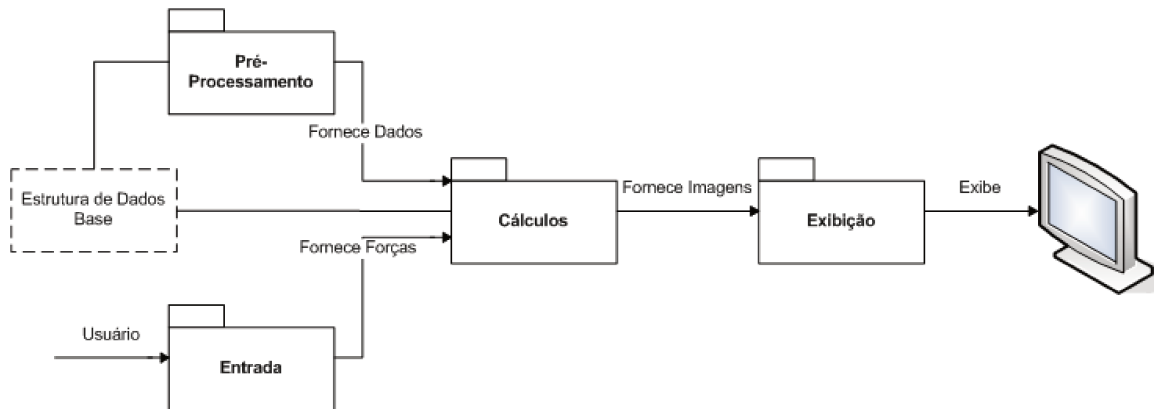 Pré-
Processamento
Fornece Dados
Estrutura de Dados
Base
Cálculos
Fornece Imagens
Exibição
Exibe
Fornece Forças
Usuário
Entrada